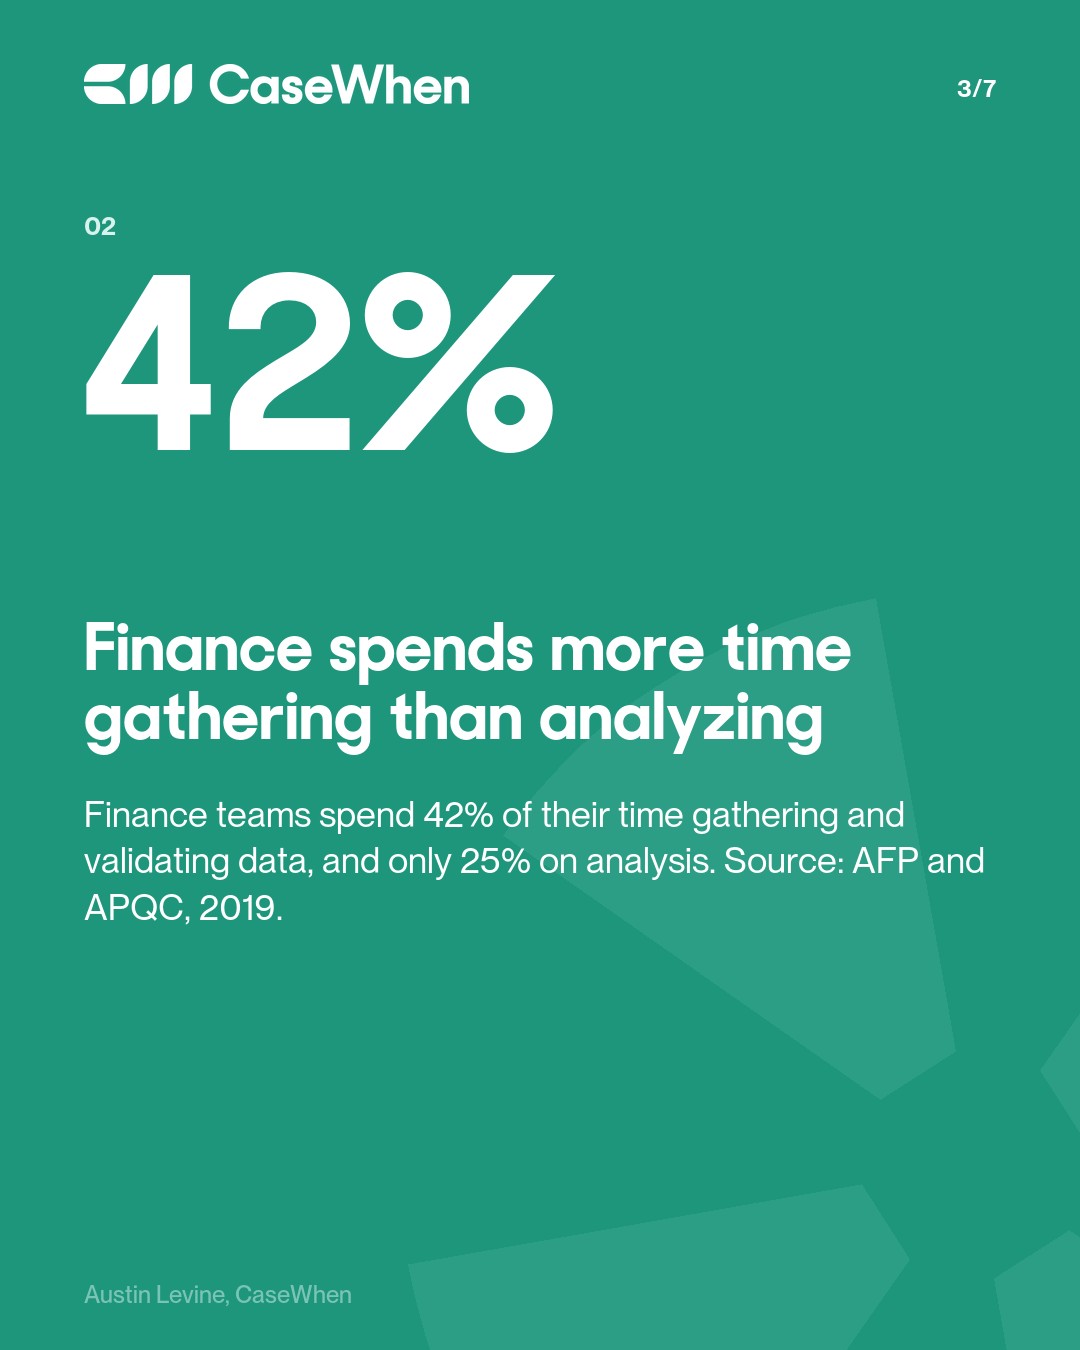 CaseWhen
3/7
02
42%
Finance spends more time
gathering than analyzing
Finance teams spend 42% of their time gathering and
validating data, and only 25% on analysis. Source: AFP and
APQC, 2019.
Austin Levine, CaseWhen